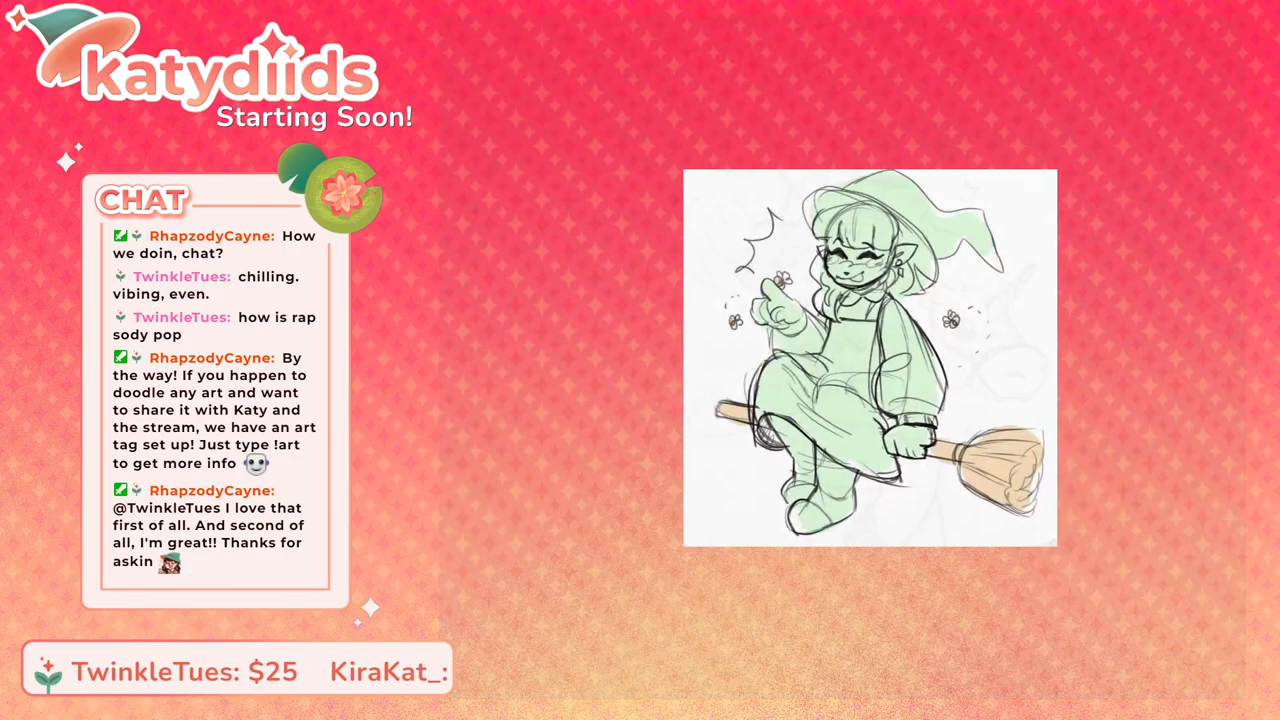 Katydiids
Starting Soon!
CHAT
RhapzodyCayne: How
we doin, chat?
TwinkleTues: chilling.
vibing, even.
TwinkleTues: how is rap
sody pop
RhapzodyCayne: By
the way! If you happen to
doodle any art and want
to share it with Katy and
the stream, we have an art
tag set up! Just type !art
to get more info
RhapzodyCayne:
@TwinkleTues I love that
first of all. And second of
all, I'm great!! Thanks for
askin
TwinkleTues: $25 KiraKat_: